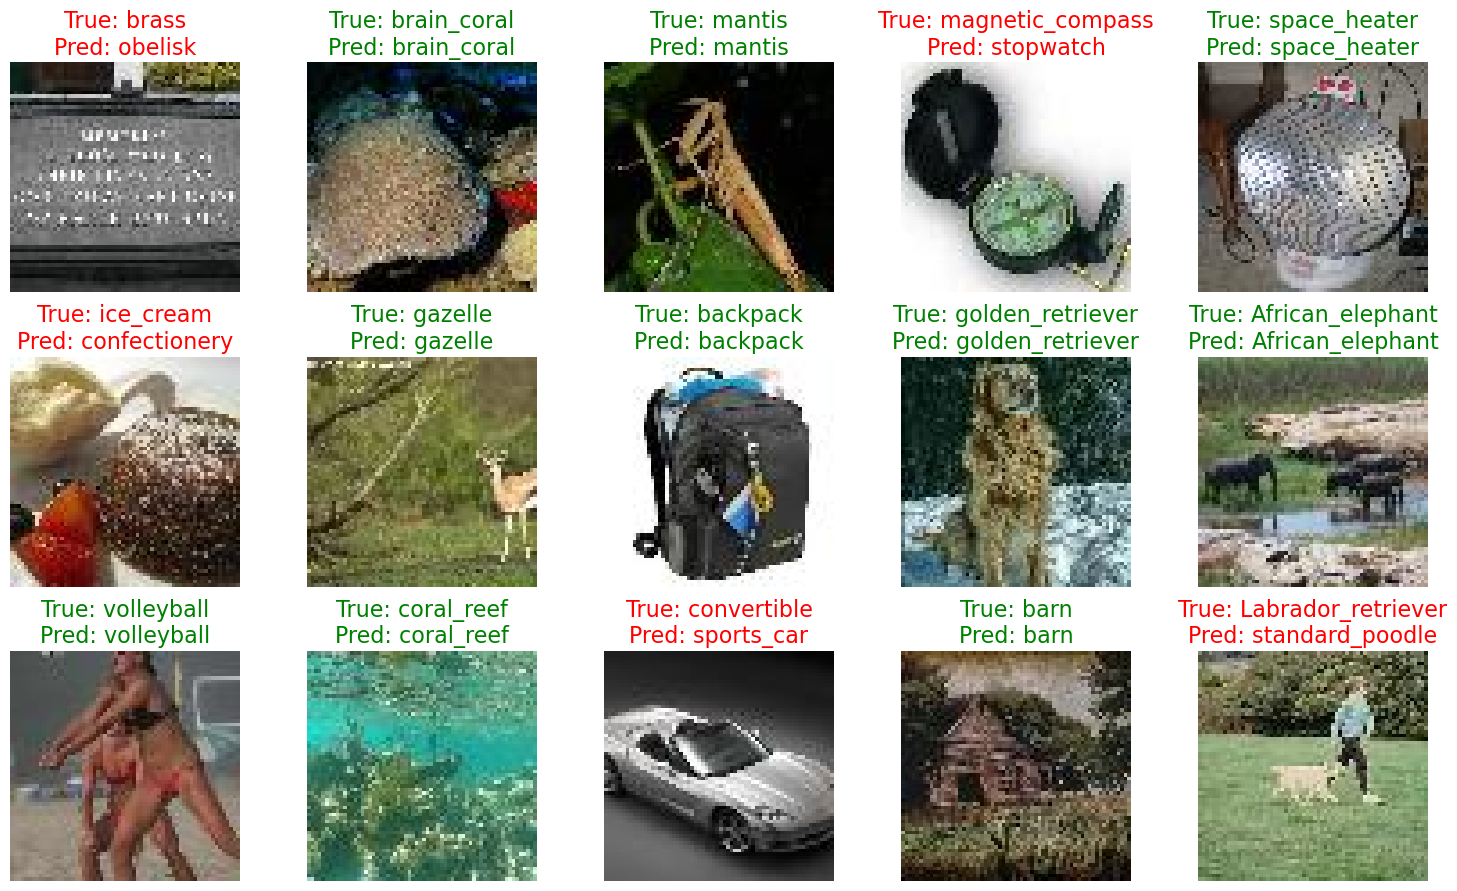 True: brass
Pred: obelisk
True: brain_coral
Pred: brain_coral
True: mantis
Pred: mantis
True: magnetic_compass
Pred: stopwatch
True: space_heater
Pred: space_heater
True: ice_cream
Pred: confectionery
True: gazelle
Pred: gazelle
True: backpack
Pred: backpack
True: golden_retriever
Pred: golden_retriever
True: African_elephant
Pred: African_elephant
True: volleyball
Pred: volleyball
True: coral_reef
Pred: coral_reef
True: convertible
Pred: sports_car
True: barn
Pred: barn
True: Labrador_retriever
Pred: standard_poodle